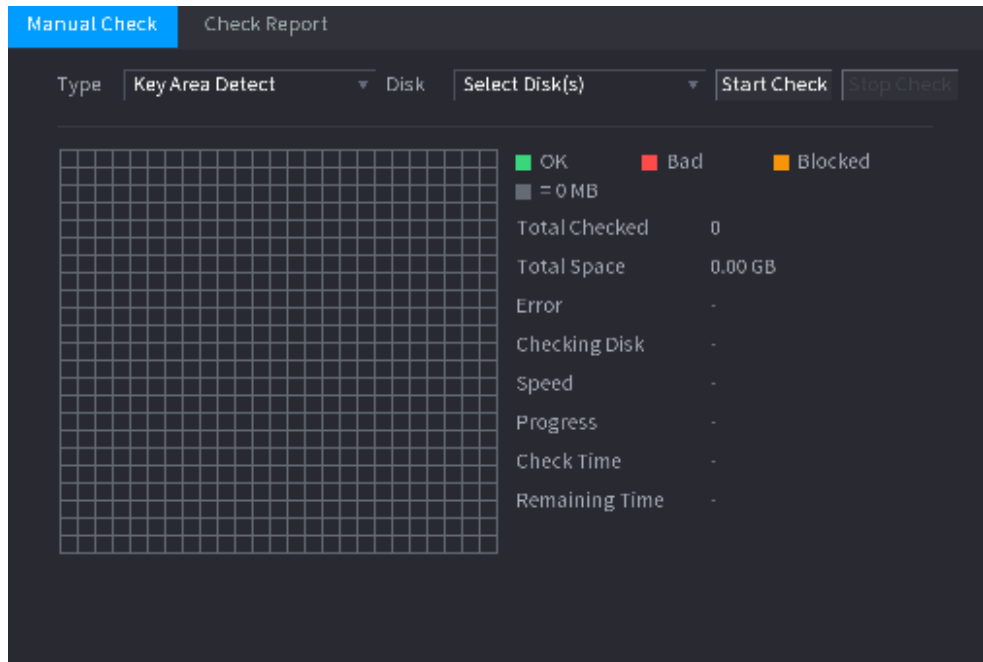 Manual Check Check Report
Type Key Area Detect Disk Select Disk(s) Start Check Stop Check
OK Bad Blocked
= 0 MB
Total Checked 0
Total Space 0.00 GB
Error -
Checking Disk -
Speed -
Progress -
Check Time -
Remaining Time -